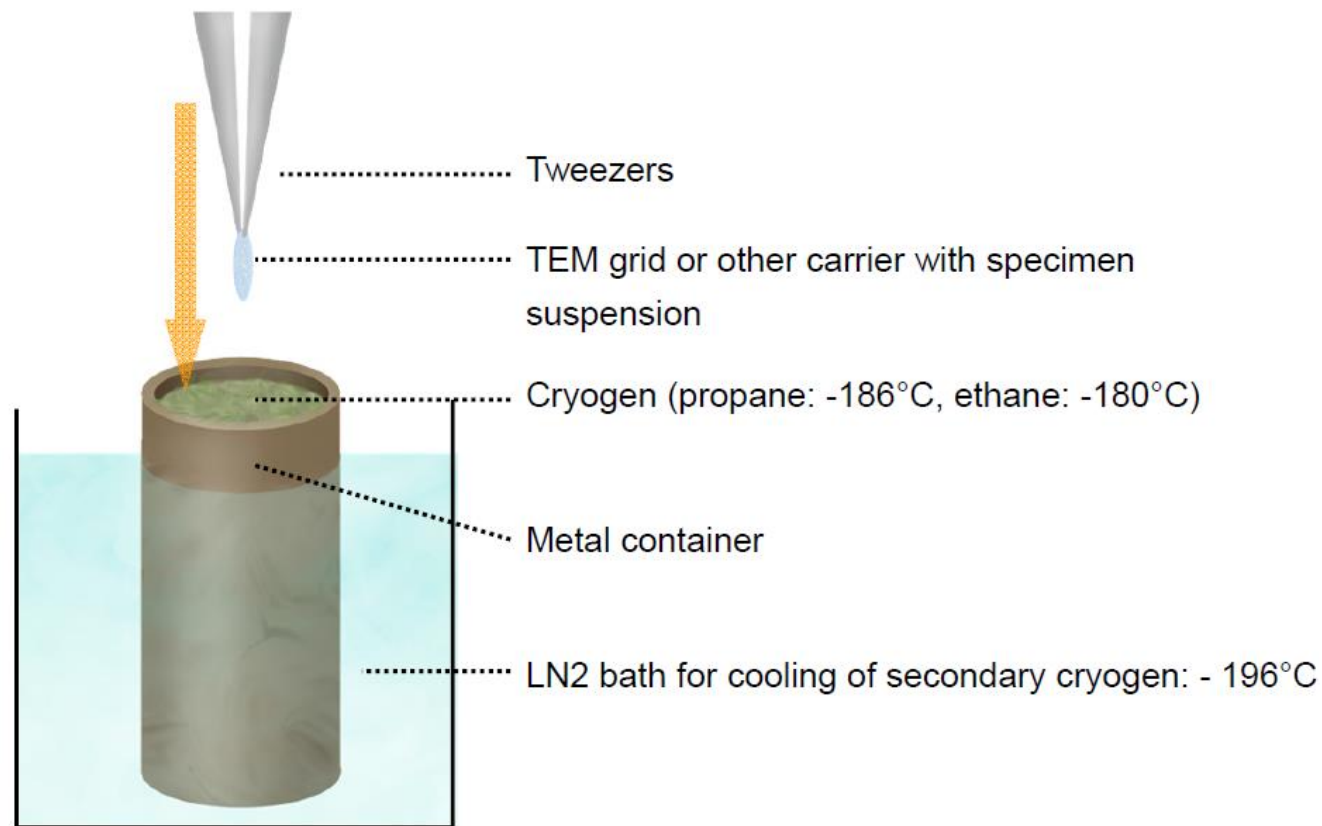 Tweezers
TEM grid or other carrier with specimen
suspension
Cryogen (propane: -186°C, ethane: -180°C)
Metal container
LN2 bath for cooling of secondary cryogen: - 196°C